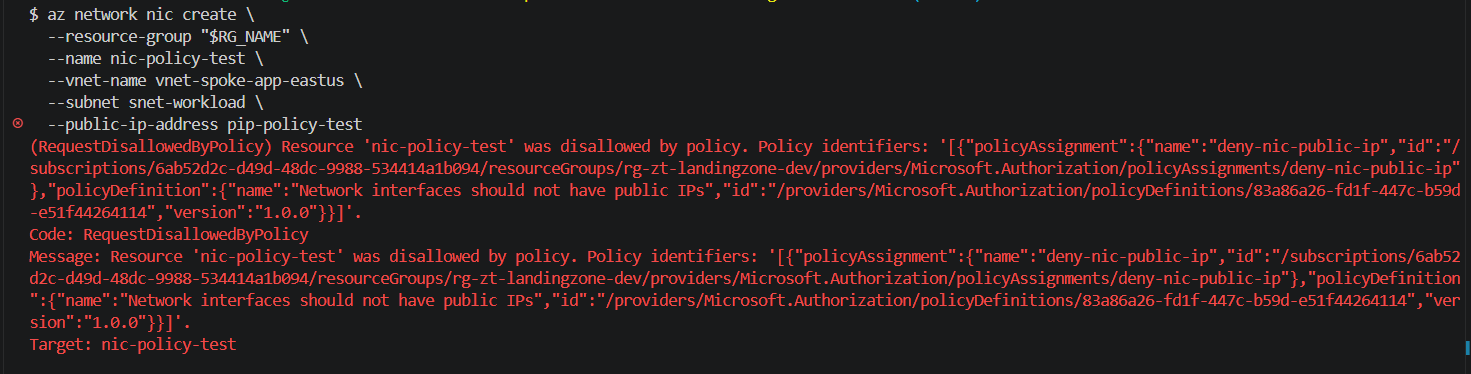 $ az network nic create \
--resource-group "$RG_NAME" \
--name nic-policy-test \
--vnet-name vnet-spoke-app-eastus \
--subnet snet-workload \
--public-ip-address pip-policy-test
(RequestDisallowedByPolicy) Resource 'nic-policy-test' was disallowed by policy. Policy identifiers: '[{"policyAssignment":{"name":"deny-nic-public-ip","id":"/
subscriptions/6ab52d2c-d49d-48dc-9988-534414a1b094/resourceGroups/rg-zt-landingzone-dev/providers/Microsoft.Authorization/policyAssignments/deny-nic-public-ip"
},"policyDefinition":{"name":"Network interfaces should not have public IPs","id":"/providers/Microsoft.Authorization/policyDefinitions/83a86a26-fd1f-447c-b59d
-e51f44264114","version":"1.0.0"}}]'.
Code: RequestDisallowedByPolicy
Message: Resource 'nic-policy-test' was disallowed by policy. Policy identifiers: '[{"policyAssignment":{"name":"deny-nic-public-ip","id":"/subscriptions/6ab52
d2c-d49d-48dc-9988-534414a1b094/resourceGroups/rg-zt-landingzone-dev/providers/Microsoft.Authorization/policyAssignments/deny-nic-public-ip"},"policyDefinition
":{"name":"Network interfaces should not have public IPs","id":"/providers/Microsoft.Authorization/policyDefinitions/83a86a26-fd1f-447c-b59d-e51f44264114","ver
sion":"1.0.0"}}]'.
Target: nic-policy-test